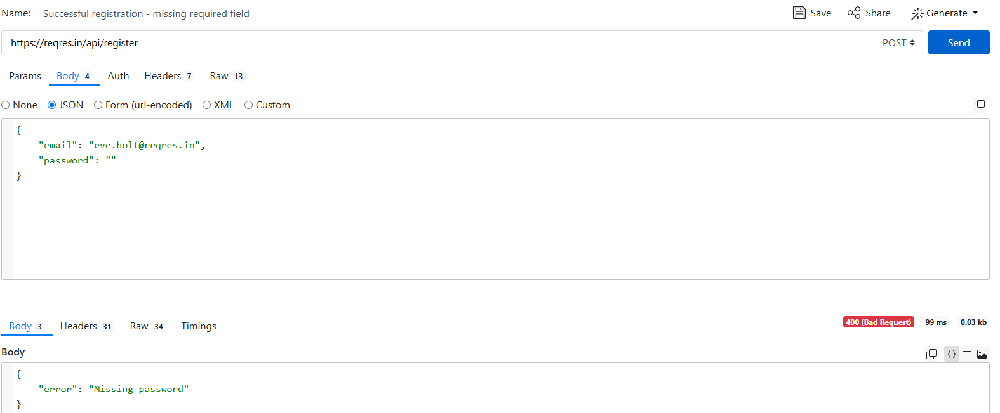 Name: Successful registration - missing required field Save Share Generate
https://reqres.in/api/register POST Send
Params Body 4 Auth Headers 7 Raw 13
None JSON Form (url-encoded) XML Custom
{
    "email": "eve.holt@reqres.in",
    "password": ""
}
Body 3 Headers 31 Raw 34 Timings 400 (Bad Request) 99 ms 0.03 kb
Body {}
{
    "error": "Missing password"
}